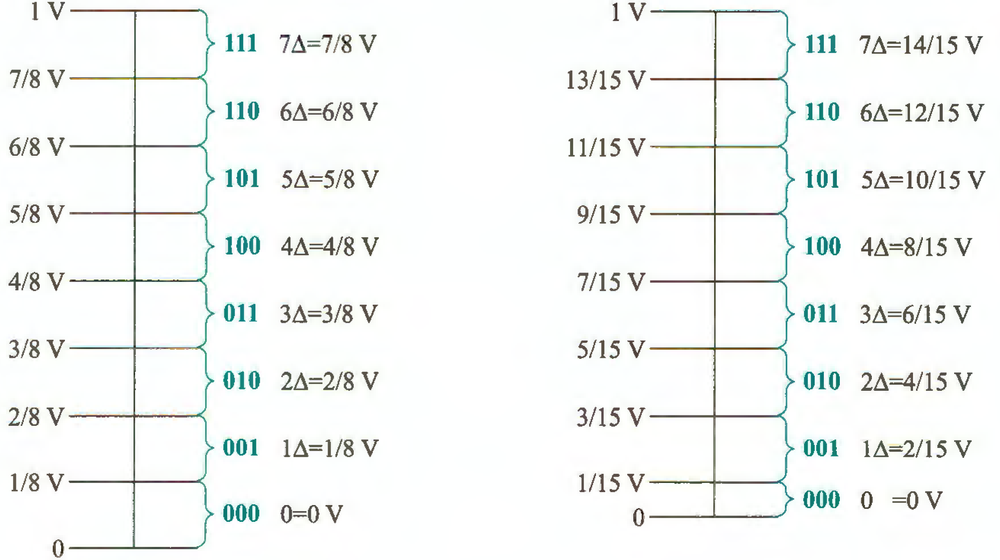 1 V
111 7Δ=7/8 V
7/8 V
110 6Δ=6/8 V
6/8 V
101 5Δ=5/8 V
5/8 V
100 4Δ=4/8 V
4/8 V
011 3Δ=3/8 V
3/8 V
010 2Δ=2/8 V
2/8 V
001 1Δ=1/8 V
1/8 V
000 0=0 V
0
1 V
111 7Δ=14/15 V
13/15 V
110 6Δ=12/15 V
11/15 V
101 5Δ=10/15 V
9/15 V
100 4Δ=8/15 V
7/15 V
011 3Δ=6/15 V
5/15 V
010 2Δ=4/15 V
3/15 V
001 1Δ=2/15 V
1/15 V
000 0 =0 V
0